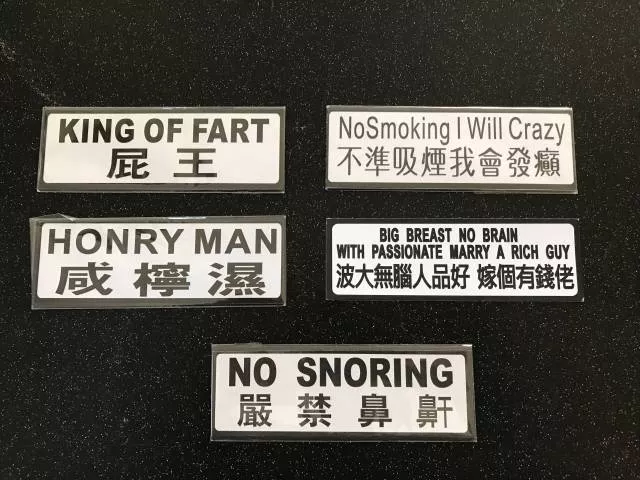 KING OF FART
屁王
NoSmoking I Will Crazy
不準吸煙我會發癲
HONRY MAN
咸檸濕
BIG BREAST NO BRAIN
WITH PASSIONATE MARRY A RICH GUY
波大無腦人品好 嫁個有錢佬
NO SNORING
嚴禁鼻鼾